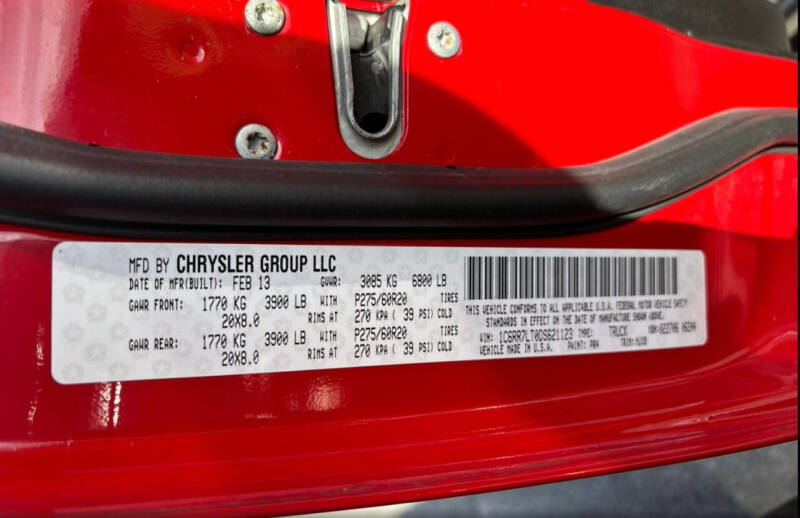 MFD BY CHRYSLER GROUP LLC
DATE OF MFR(BUILT): FEB 13 GVWR: 3085 KG 6800 LB
GAWR FRONT: 1770 KG 3900 LB WITH P275/60R20 TIRES
20X8.0 RIMS AT 270 KPA ( 39 PSI) COLD
GAWR REAR: 1770 KG 3900 LB WITH P275/60R20 TIRES
20X8.0 RIMS AT 270 KPA ( 39 PSI) COLD
THIS VEHICLE CONFORMS TO ALL APPLICABLE U.S.A. FEDERAL MOTOR VEHICLE SAFETY
STANDARDS IN EFFECT ON THE DATE OF MANUFACTURE SHOWN ABOVE.
VIN: 1C6RR7LT0DS621123 TYPE: TRUCK MDH: 022706 
VEHICLE MADE IN U.S.A. PAINT: PR4 TRIM: